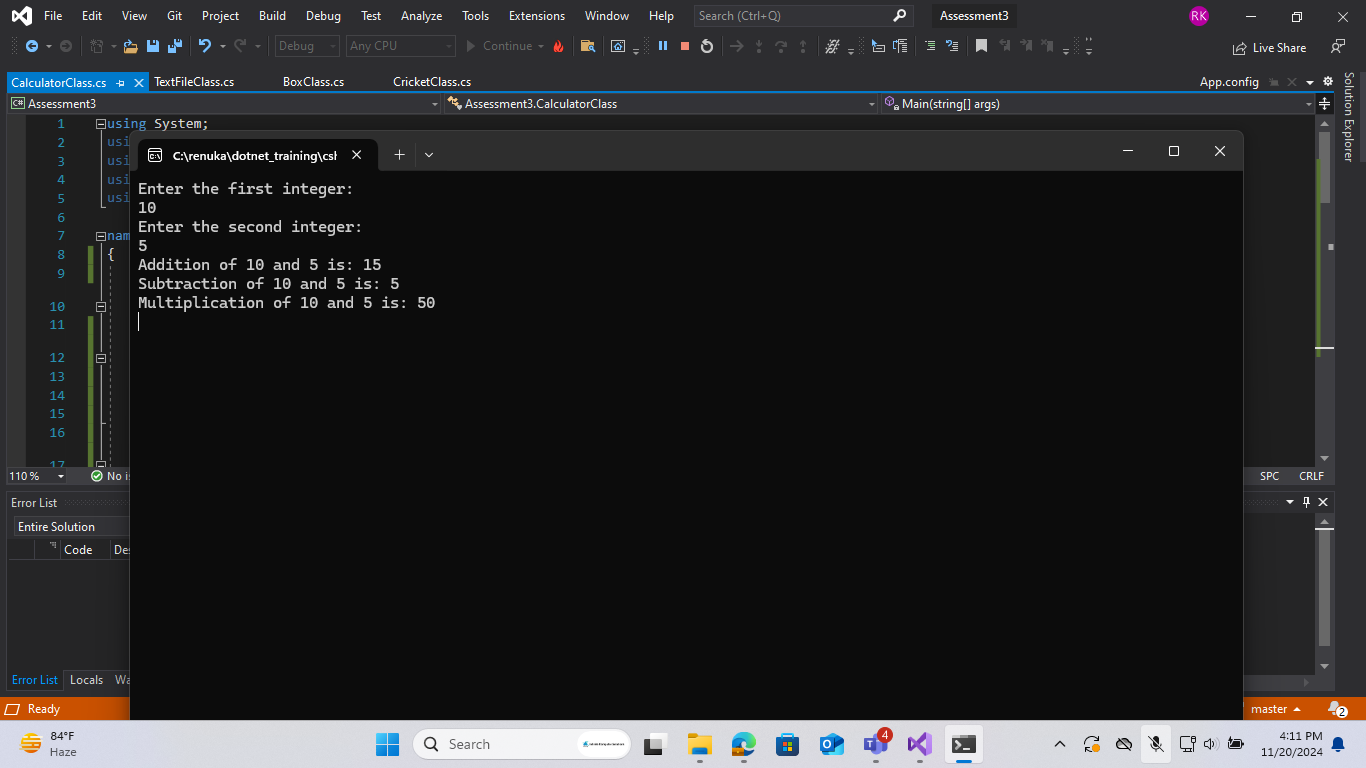 File Edit View Git Project Build Debug Test Analyze Tools Extensions Window Help Search (Ctrl+Q) Assessment3 RK
Debug Any CPU Continue Live Share
CalculatorClass.cs TextFileClass.cs BoxClass.cs CricketClass.cs App.config
Assessment3 Assessment3.CalculatorClass Main(string[] args)
Solution Explorer
1 using System;
2 usi
3 usi
4 usi
5 usi
6
7 nam
8 {
9
10
11
12
13
14
15
16
17
C:\renuka\dotnet_training\csh
Enter the first integer:
10
Enter the second integer:
5
Addition of 10 and 5 is: 15
Subtraction of 10 and 5 is: 5
Multiplication of 10 and 5 is: 50
110 % No is SPC CRLF
Error List
Entire Solution
Code Des
Error List Locals Wa
Ready master 2
84°F
Haze
Search
4
4:11 PM
11/20/2024